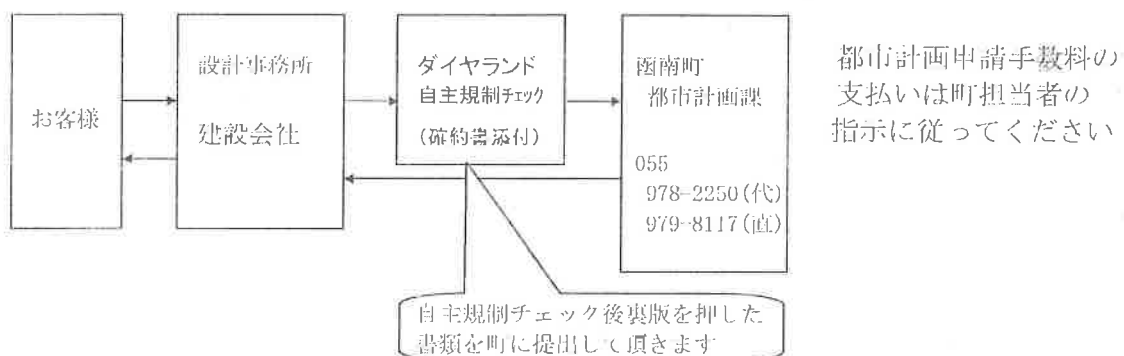 お客様
設計事務所
建設会社
ダイヤランド
自主規制チェック
(確約書添付)
函南町
都市計画課
055
978-2250(代)
979-8117(直)
都市計画申請手数料の
支払いは町担当者の
指示に従ってください
自主規制チェック後裏版を押した
書類を町に提出して頂きます